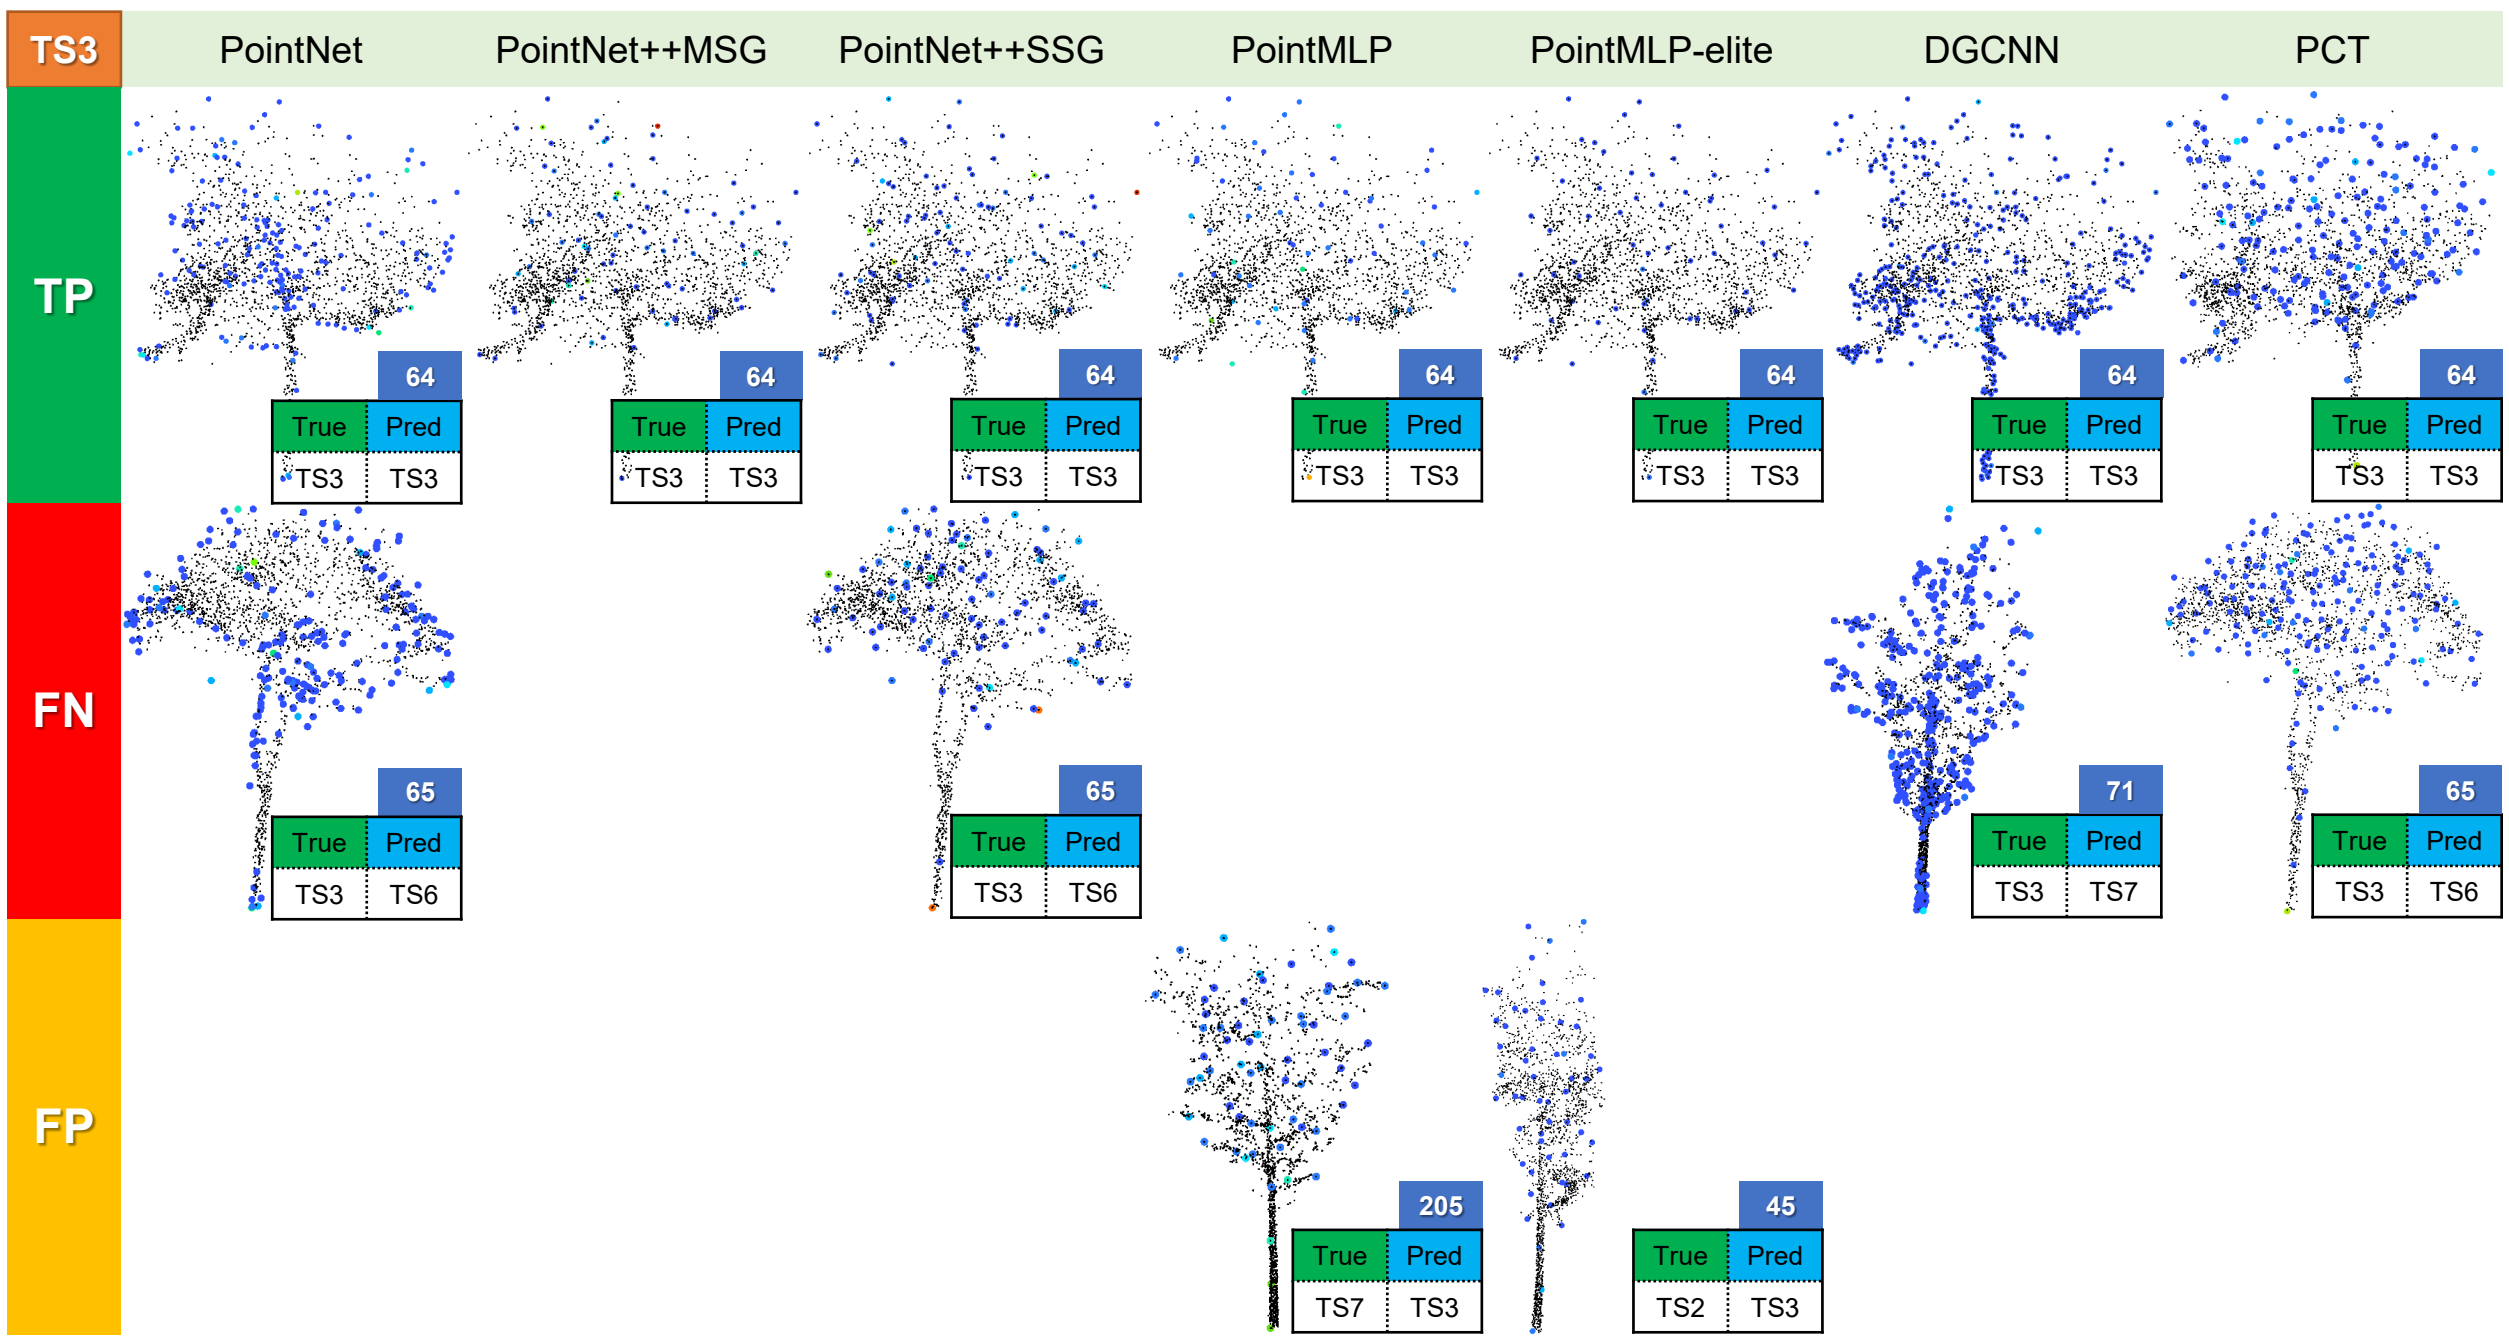 TS3 PointNet PointNet++MSG PointNet++SSG PointMLP PointMLP-elite DGCNN PCT
TP
64 64 64 64 64 64 64
True Pred True Pred True Pred True Pred True Pred True Pred True Pred
TS3 TS3 TS3 TS3 TS3 TS3 TS3 TS3 TS3 TS3 TS3 TS3 TS3 TS3
FN
65 65 71 65
True Pred True Pred True Pred True Pred
TS3 TS6 TS3 TS6 TS3 TS7 TS3 TS6
FP
205 45
True Pred True Pred
TS7 TS3 TS2 TS3